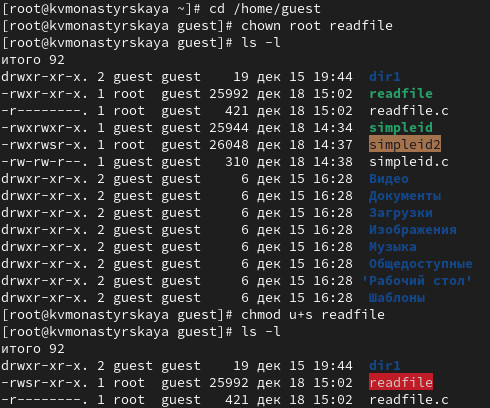 [root@kvmonastyrskaya ~]# cd /home/guest
[root@kvmonastyrskaya guest]# chown root readfile
[root@kvmonastyrskaya guest]# ls -l
итого 92
drwxr-xr-x. 2 guest guest    19 дек 15 19:44  dir1
-rwxr-xr-x. 1 root  guest 25992 дек 18 15:02  readfile
-r--------. 1 root  guest   421 дек 18 15:02  readfile.c
-rwxrwxr-x. 1 guest guest 25944 дек 18 14:34  simpleid
-rwxrwsr-x. 1 root  guest 26048 дек 18 14:37  simpleid2
-rw-rw-r--. 1 guest guest   310 дек 18 14:38  simpleid.c
drwxr-xr-x. 2 guest guest     6 дек 15 16:28  Видео
drwxr-xr-x. 2 guest guest     6 дек 15 16:28  Документы
drwxr-xr-x. 2 guest guest     6 дек 15 16:28  Загрузки
drwxr-xr-x. 2 guest guest     6 дек 15 16:28  Изображения
drwxr-xr-x. 2 guest guest     6 дек 15 16:28  Музыка
drwxr-xr-x. 2 guest guest     6 дек 15 16:28  Общедоступные
drwxr-xr-x. 2 guest guest     6 дек 15 16:28 'Рабочий стол'
drwxr-xr-x. 2 guest guest     6 дек 15 16:28  Шаблоны
[root@kvmonastyrskaya guest]# chmod u+s readfile
[root@kvmonastyrskaya guest]# ls -l
итого 92
drwxr-xr-x. 2 guest guest    19 дек 15 19:44  dir1
-rwsr-xr-x. 1 root  guest 25992 дек 18 15:02  readfile
-r--------. 1 root  guest   421 дек 18 15:02  readfile.c